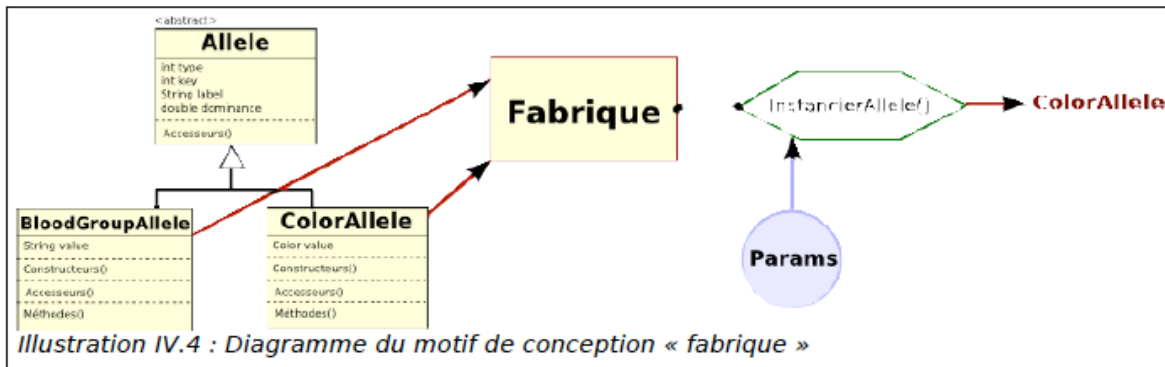 <abstract>
Allele
int type
int key
String label
double dominance
Accesseurs()
BloodGroupAllele
String value
Constructeurs()
Accesseurs()
Méthodes()
ColorAllele
Color value
Constructeurs()
Accesseurs()
Méthodes()
Fabrique
InstancierAllele()
ColorAllele
Params
Illustration IV.4 : Diagramme du motif de conception « fabrique »